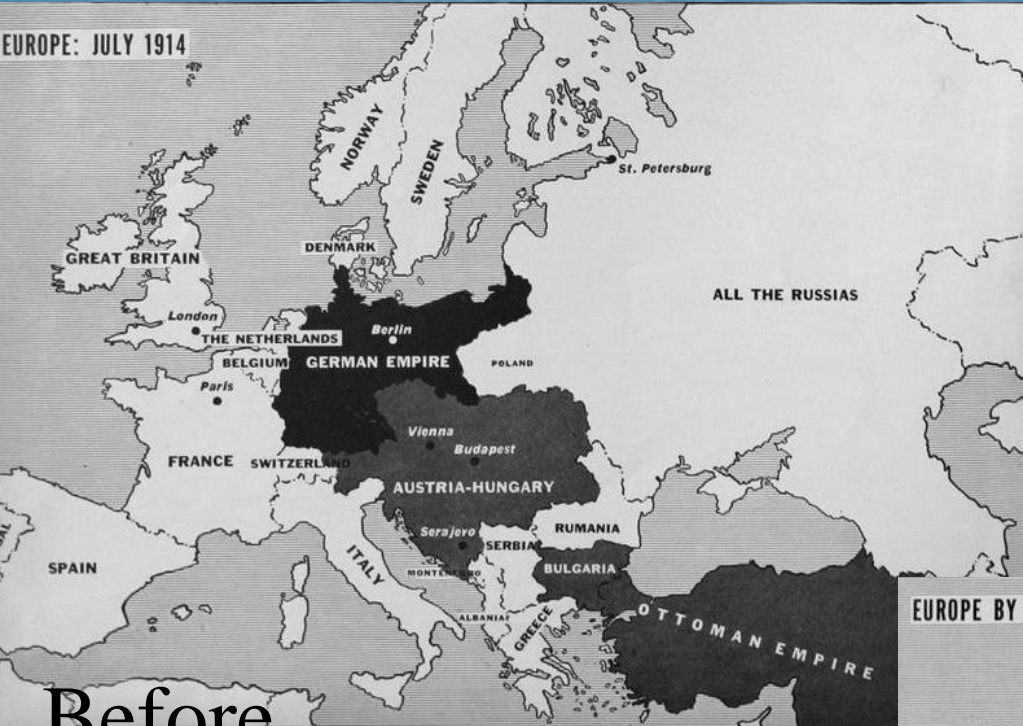 EUROPE: JULY 1914
NORWAY
SWEDEN
St. Petersburg
DENMARK
GREAT BRITAIN
ALL THE RUSSIAS
London
THE NETHERLANDS
Berlin
BELGIUM
GERMAN EMPIRE
POLAND
Paris
Vienna
Budapest
FRANCE
SWITZERLAND
AUSTRIA-HUNGARY
Serajevo
RUMANIA
SERBIA
SPAIN
ITALY
MONTENEGRO
BULGARIA
ALBANIA
GREECE
OTTOMAN EMPIRE
EUROPE BY
Before